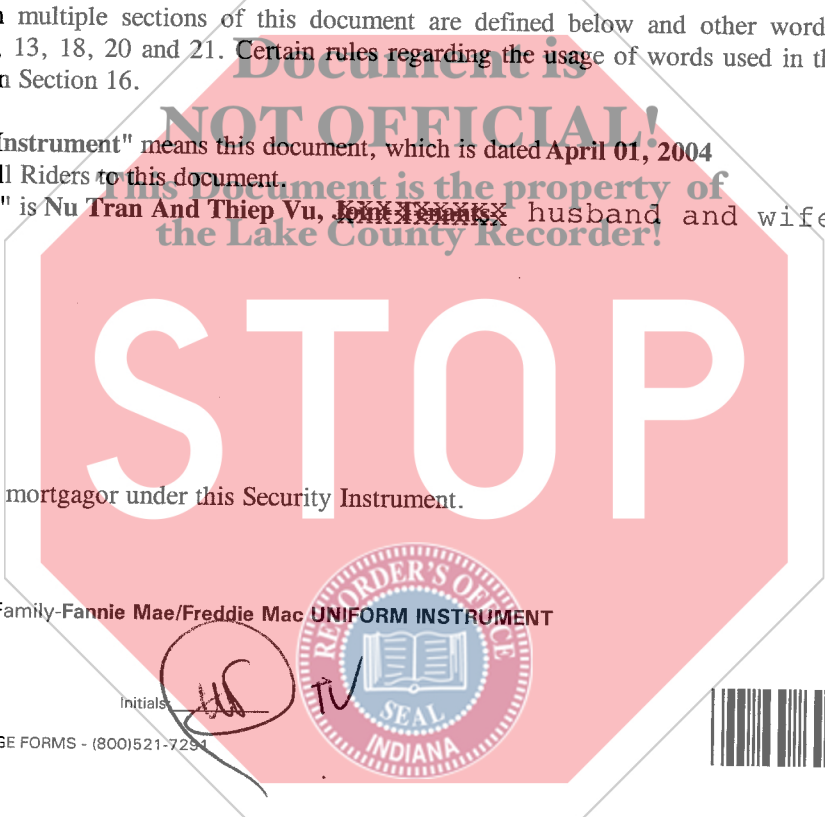 multiple sections of this document are defined below and other word
, 13, 18, 20 and 21. Certain rules regarding the usage of words used in th
n Section 16.
Document is
NOT OFFICIAL!
Instrument" means this document, which is dated April 01, 2004
ll Riders to this document.
This Document is the property of
" is Nu Tran And Thiep Vu, Joint Tenants, husband and wife
the Lake County Recorder!
STOP
mortgagor under this Security Instrument.
Family-Fannie Mae/Freddie Mac UNIFORM INSTRUMENT
RECORDER'S OFFICE
SEAL
INDIANA
Initials:
TV
GE FORMS - (800)521-7291